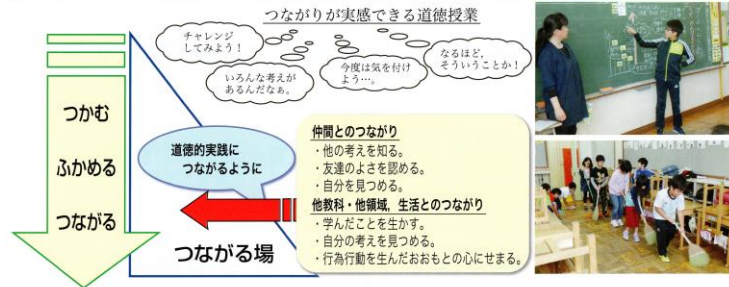 つながりが実感できる道徳授業
チャレンジ
してみよう！
いろんな考えが
あるんだなぁ。
今度は気を付け
よう…。
なるほど，
そういうことか！
つかむ
ふかめる
つながる
道徳的実践に
つながるように
つながる場
仲間とのつながり
・他の考えを知る。
・友達のよさを認める。
・自分を見つめる。
他教科・他領域，生活とのつながり
・学んだことを生かす。
・自分の考えを見つめる。
・行為行動を生んだおおもとの心にせまる。